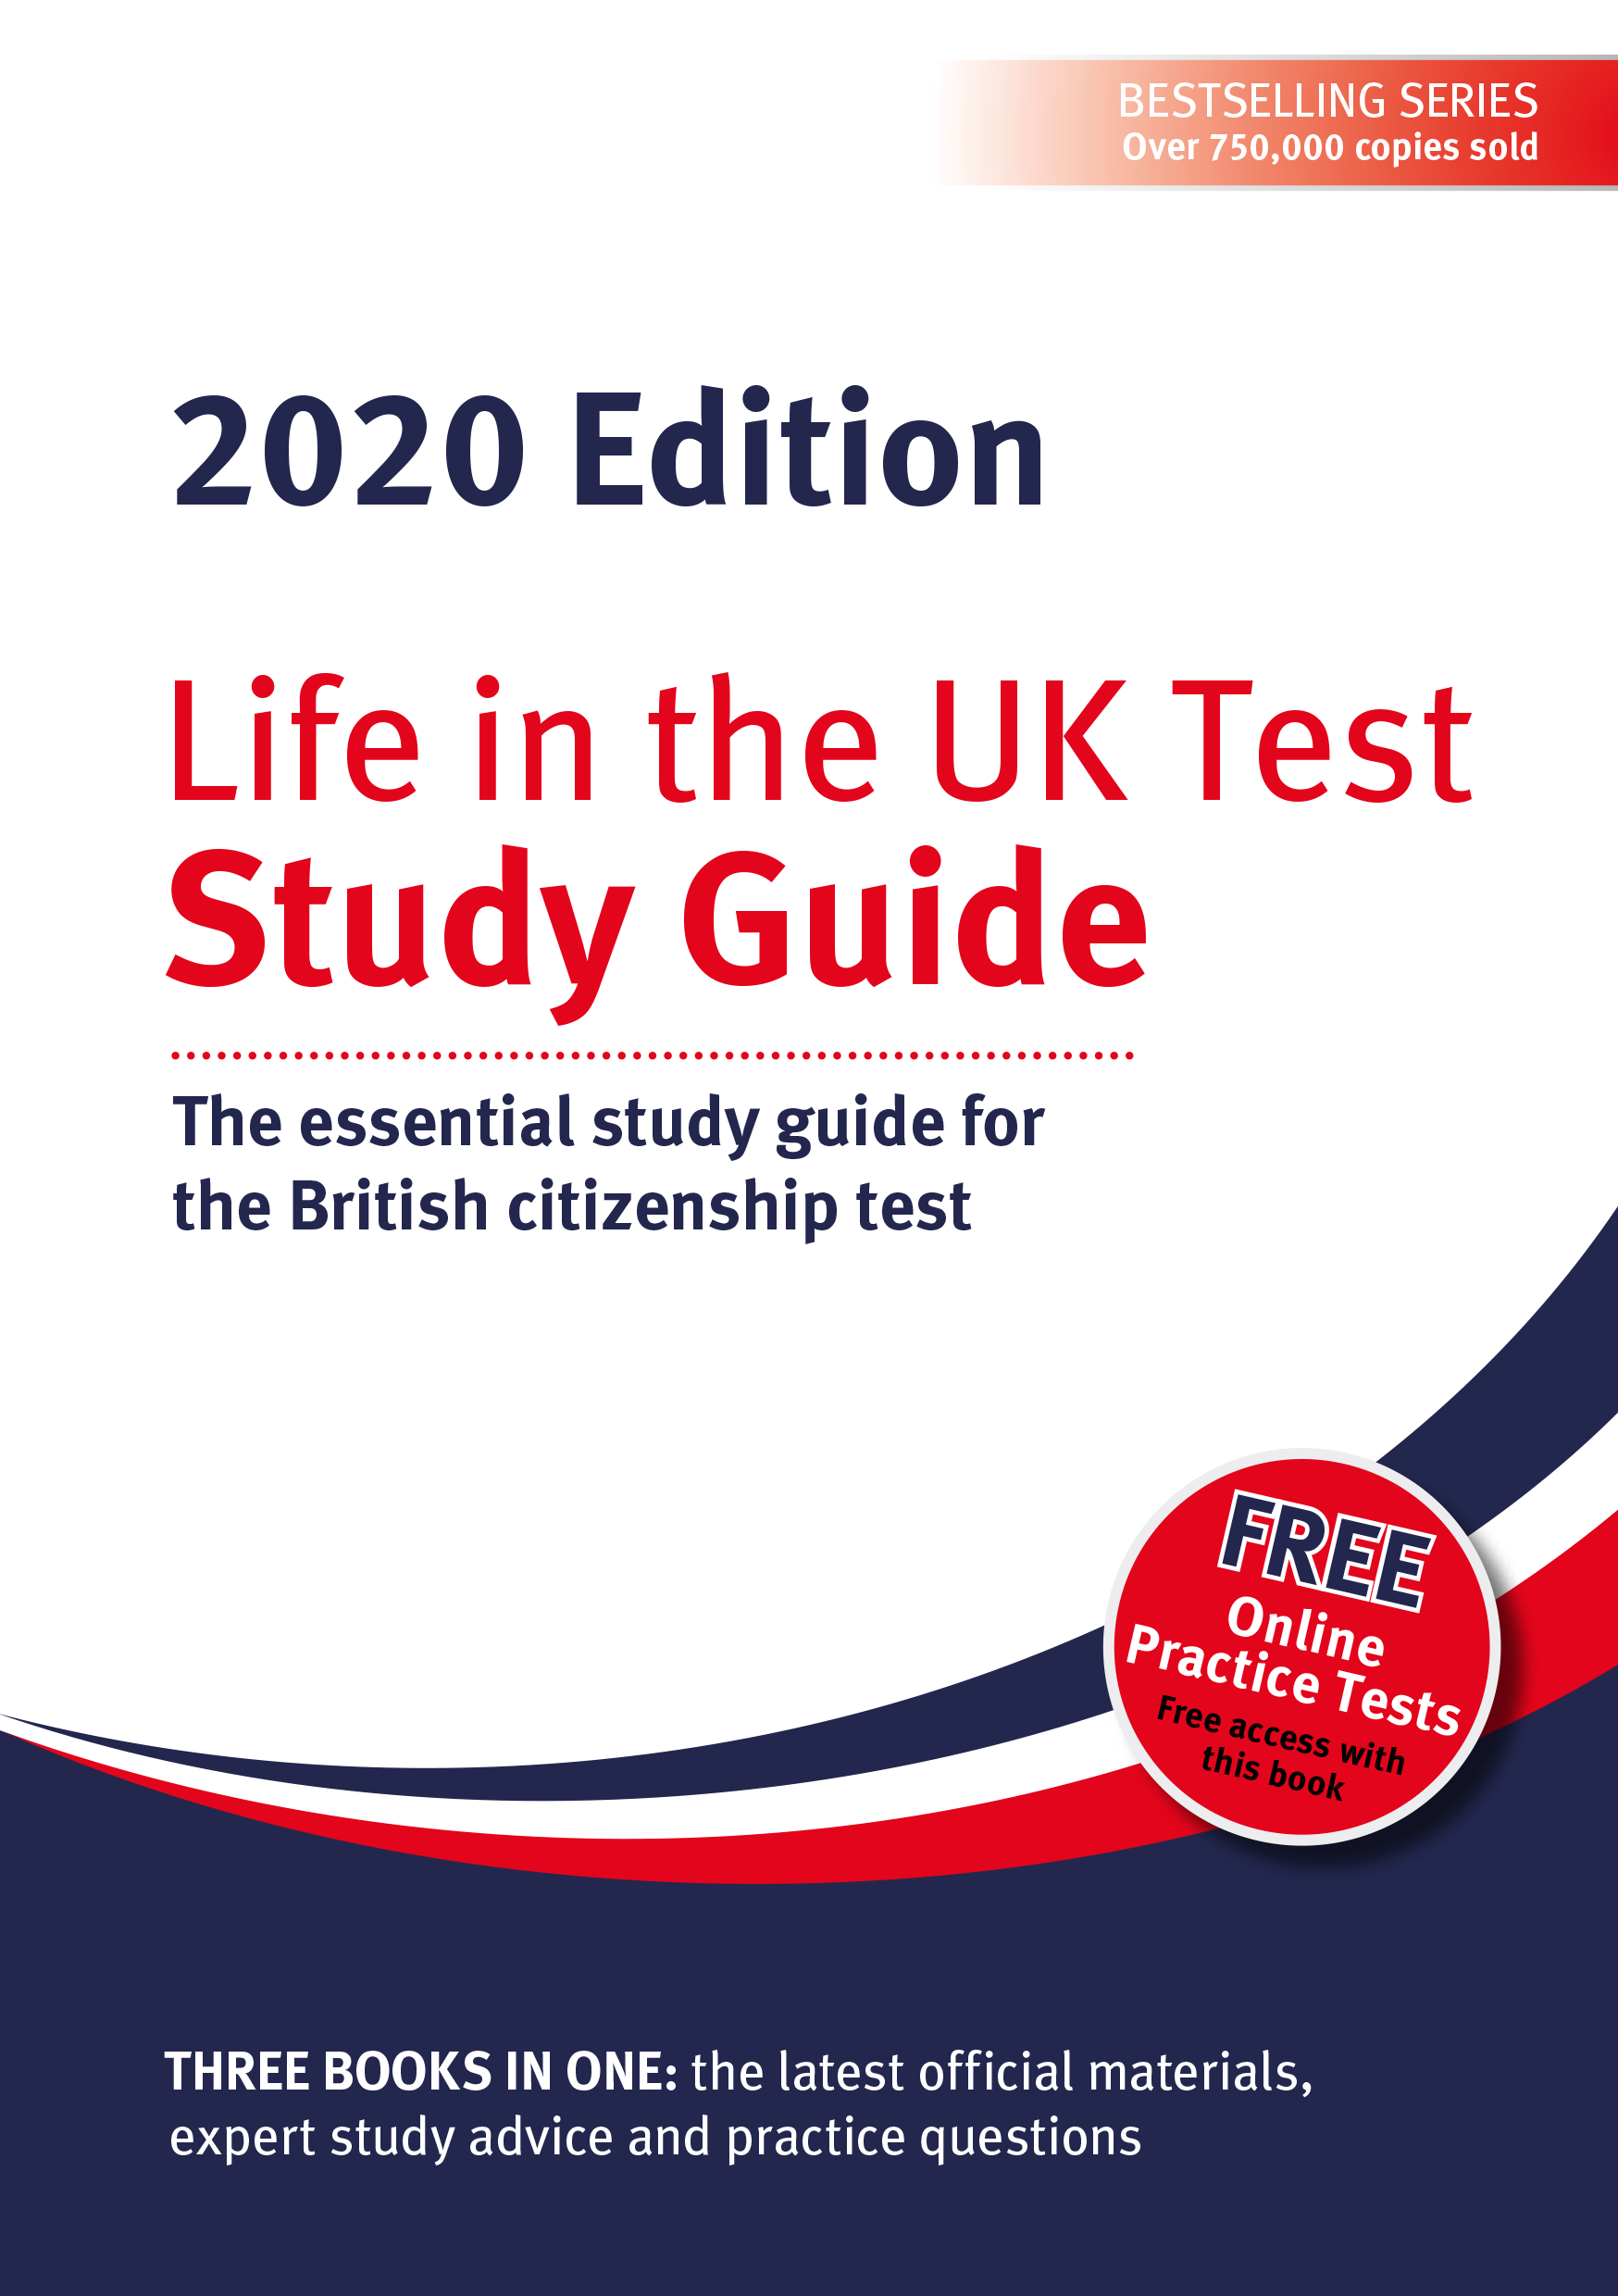 BESTSELLING SERIES
Over 750,000 copies sold
2020 Edition
Life in the UK Test
Study Guide
The essential study guide for
the British citizenship test
FREE
Online
Practice Tests
Free access with
this book
THREE BOOKS IN ONE: the latest official materials,
expert study advice and practice questions